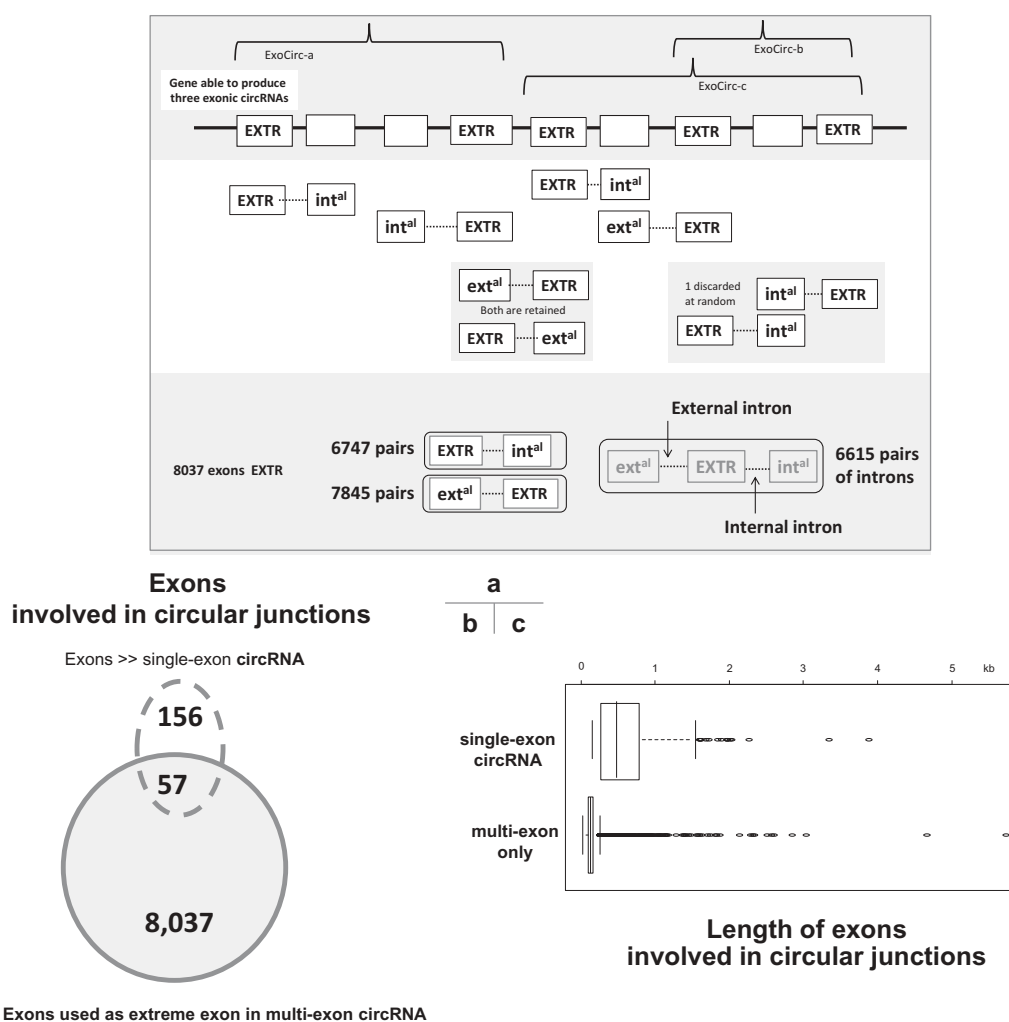 ExoCirc-a
ExoCirc-b
ExoCirc-c
Gene able to produce
three exonic circRNAs
EXTR EXTR EXTR EXTR EXTR
EXTR int^al
EXTR int^al
int^al EXTR
ext^al EXTR
ext^al EXTR
Both are retained
EXTR ext^al
1 discarded
at random
int^al EXTR
EXTR int^al
8037 exons EXTR
6747 pairs EXTR int^al
7845 pairs ext^al EXTR
External intron
ext^al EXTR int^al
6615 pairs
of introns
Internal intron
Exons
involved in circular junctions
a
b c
Exons >> single-exon circRNA
156
57
8,037
Exons used as extreme exon in multi-exon circRNA
0 1 2 3 4 5 kb
single-exon
circRNA
multi-exon
only
Length of exons
involved in circular junctions